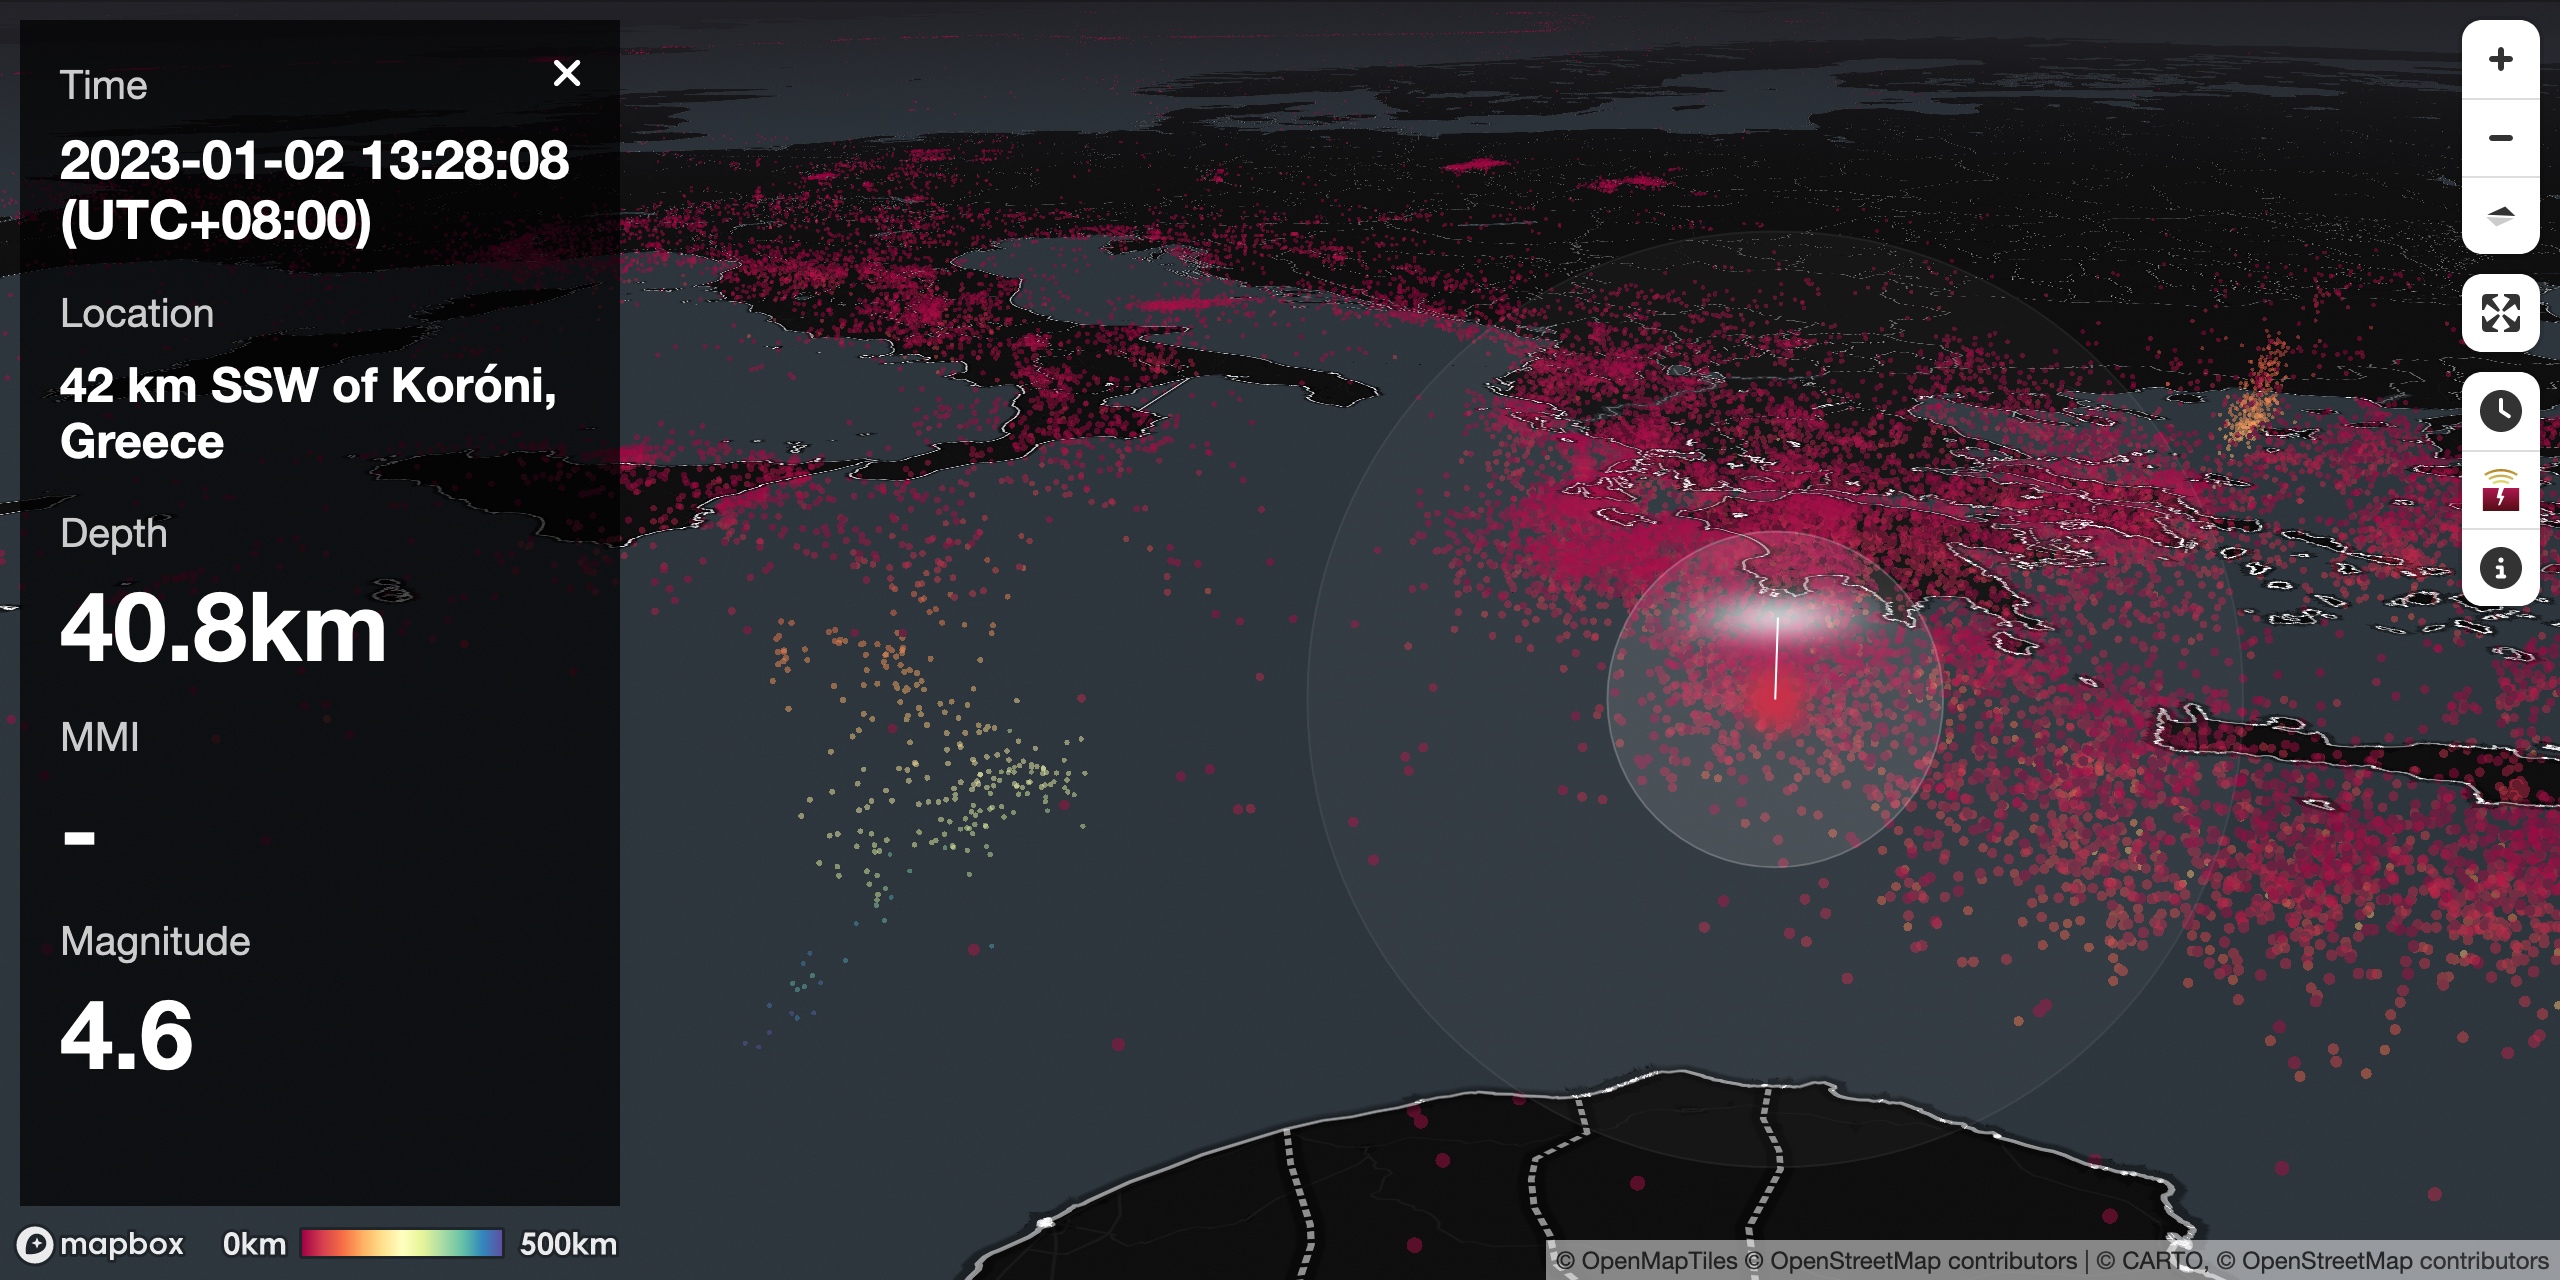 Time
2023-01-02 13:28:08
(UTC+08:00)
Location
42 km SSW of Koróni,
Greece
Depth
40.8km
MMI
-
Magnitude
4.6
mapbox
0km
500km
© OpenMapTiles © OpenStreetMap contributors | © CARTO, © OpenStreetMap contributors